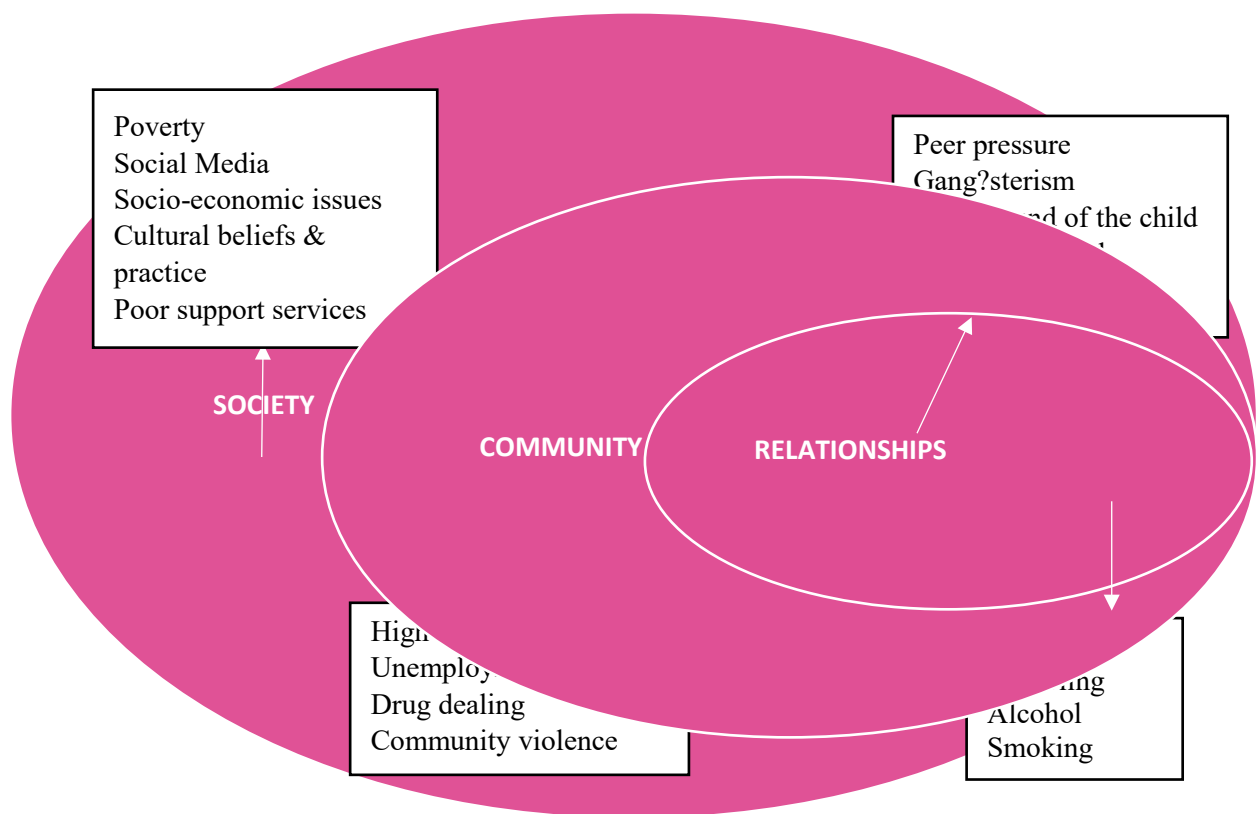 Poverty
Social Media
Socio-economic issues
Cultural beliefs &
practice
Poor support services
Peer pressure
Gang?sterism
of the child
SOCIETY
COMMUNITY
RELATIONSHIPS
High
Drug dealing
Community violence
Alcohol
Smoking